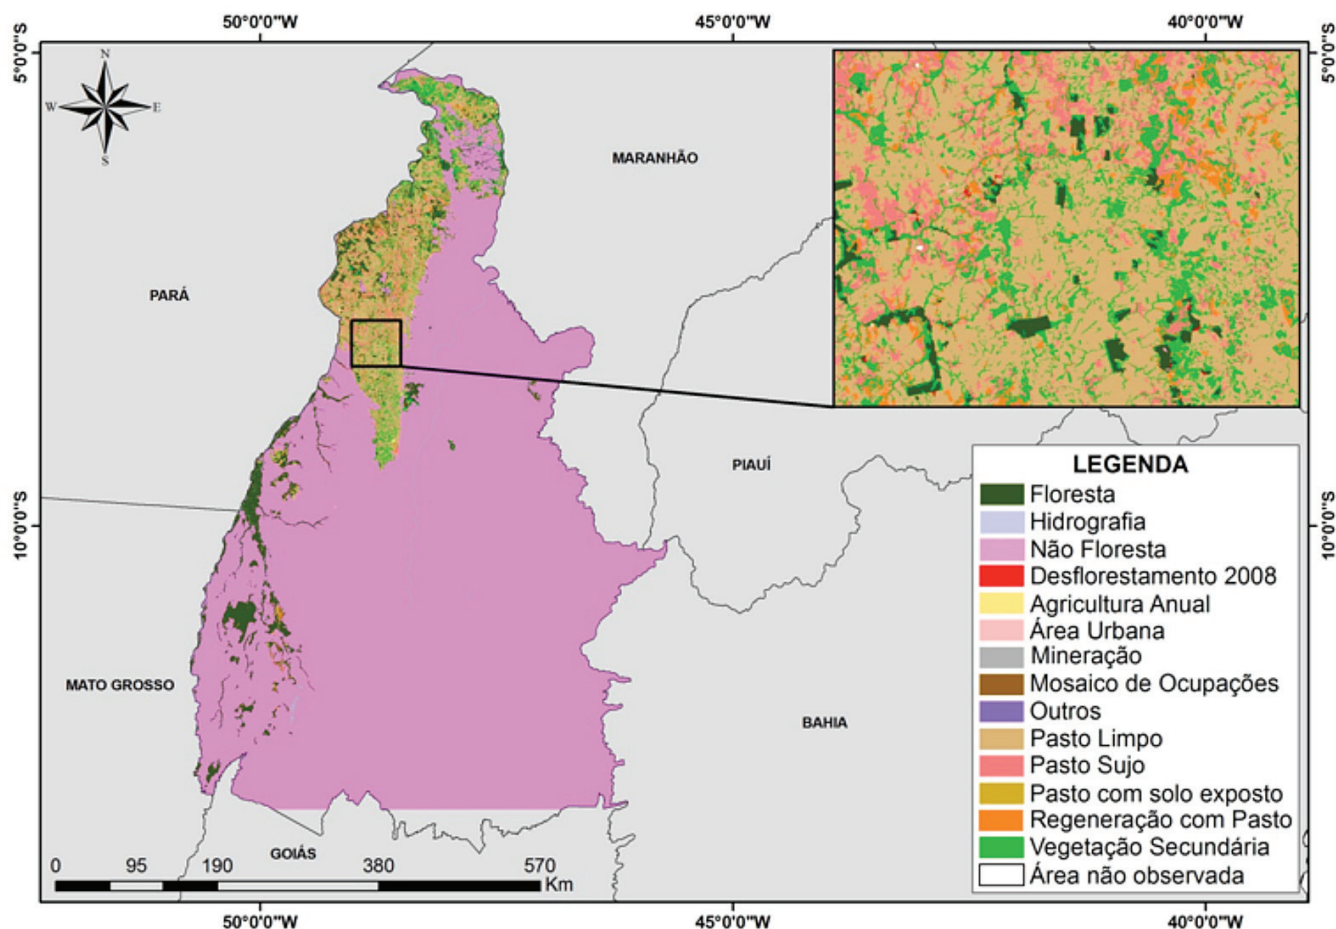 50°0'0"W 45°0'0"W 40°0'0"W
5°0'0"S 5°0'0"S
N
W E
S
MARANHÃO
PARÁ
PIAUÍ
10°0'0"S 10°0'0"S
MATO GROSSO
BAHIA
GOIÁS
0 95 190 380 570
Km
LEGENDA
Floresta
Hidrografia
Não Floresta
Desflorestamento 2008
Agricultura Anual
Área Urbana
Mineração
Mosaico de Ocupações
Outros
Pasto Limpo
Pasto Sujo
Pasto com solo exposto
Regeneração com Pasto
Vegetação Secundária
Área não observada
50°0'0"W 45°0'0"W 40°0'0"W